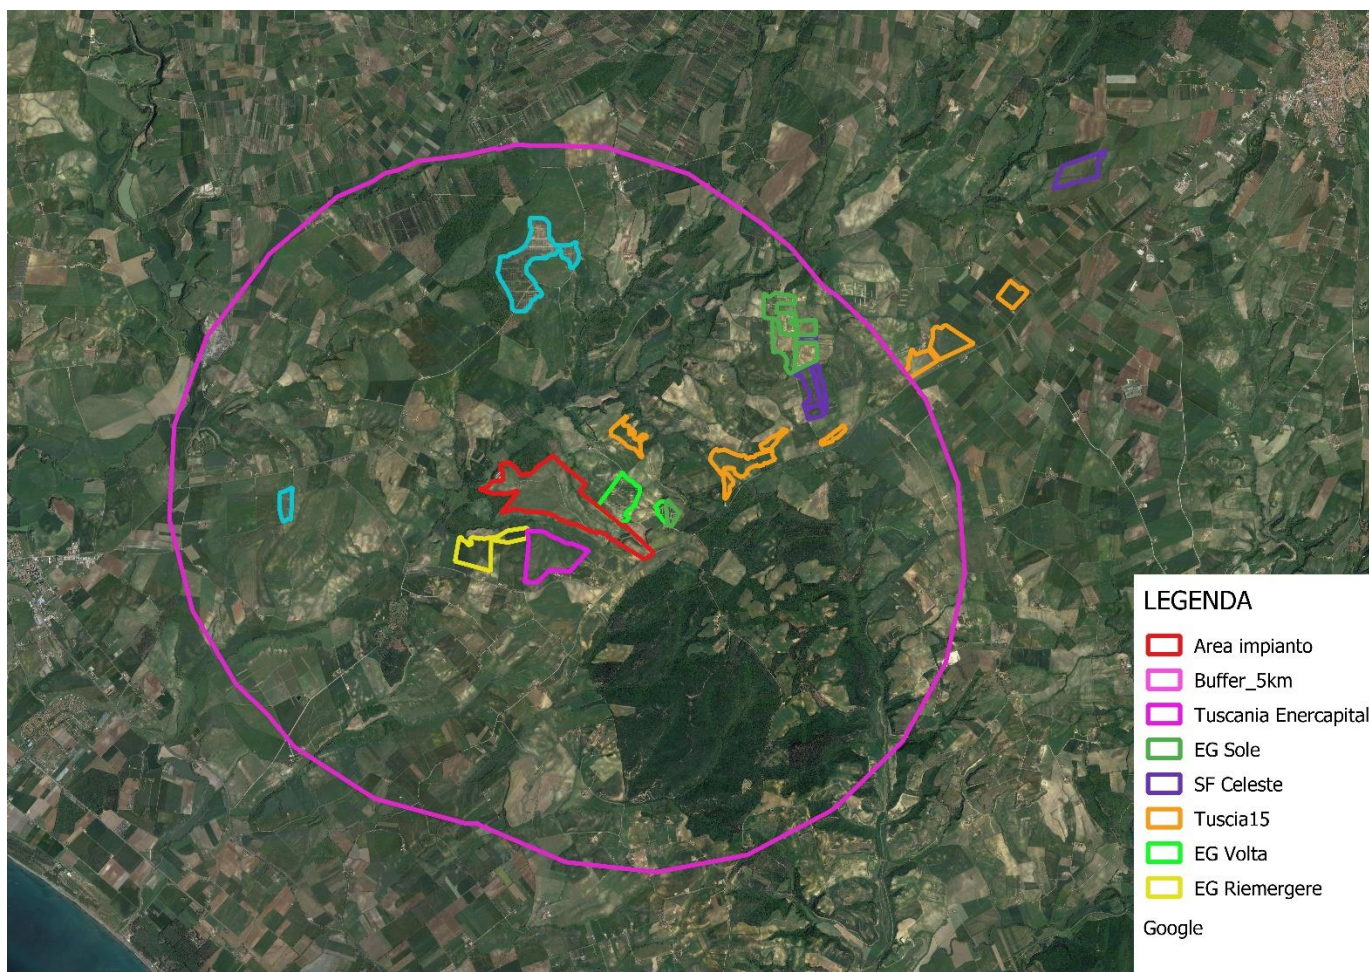 LEGENDA
Area impianto
Buffer_5km
Tuscania Enercapital
EG Sole
SF Celeste
Tuscia15
EG Volta
EG Riemergere
Google